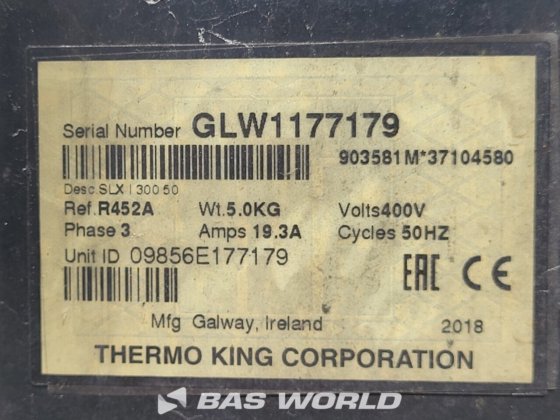 Serial Number GLW1177179
903581M*37104580
Desc SLX I 300 50
Ref.R452A Wt.5.0KG Volts400V
Phase 3 Amps 19.3A Cycles 50HZ
Unit ID 09856E177179
EAC CE
Mfg Galway, Ireland 2018
THERMO KING CORPORATION
BAS WORLD